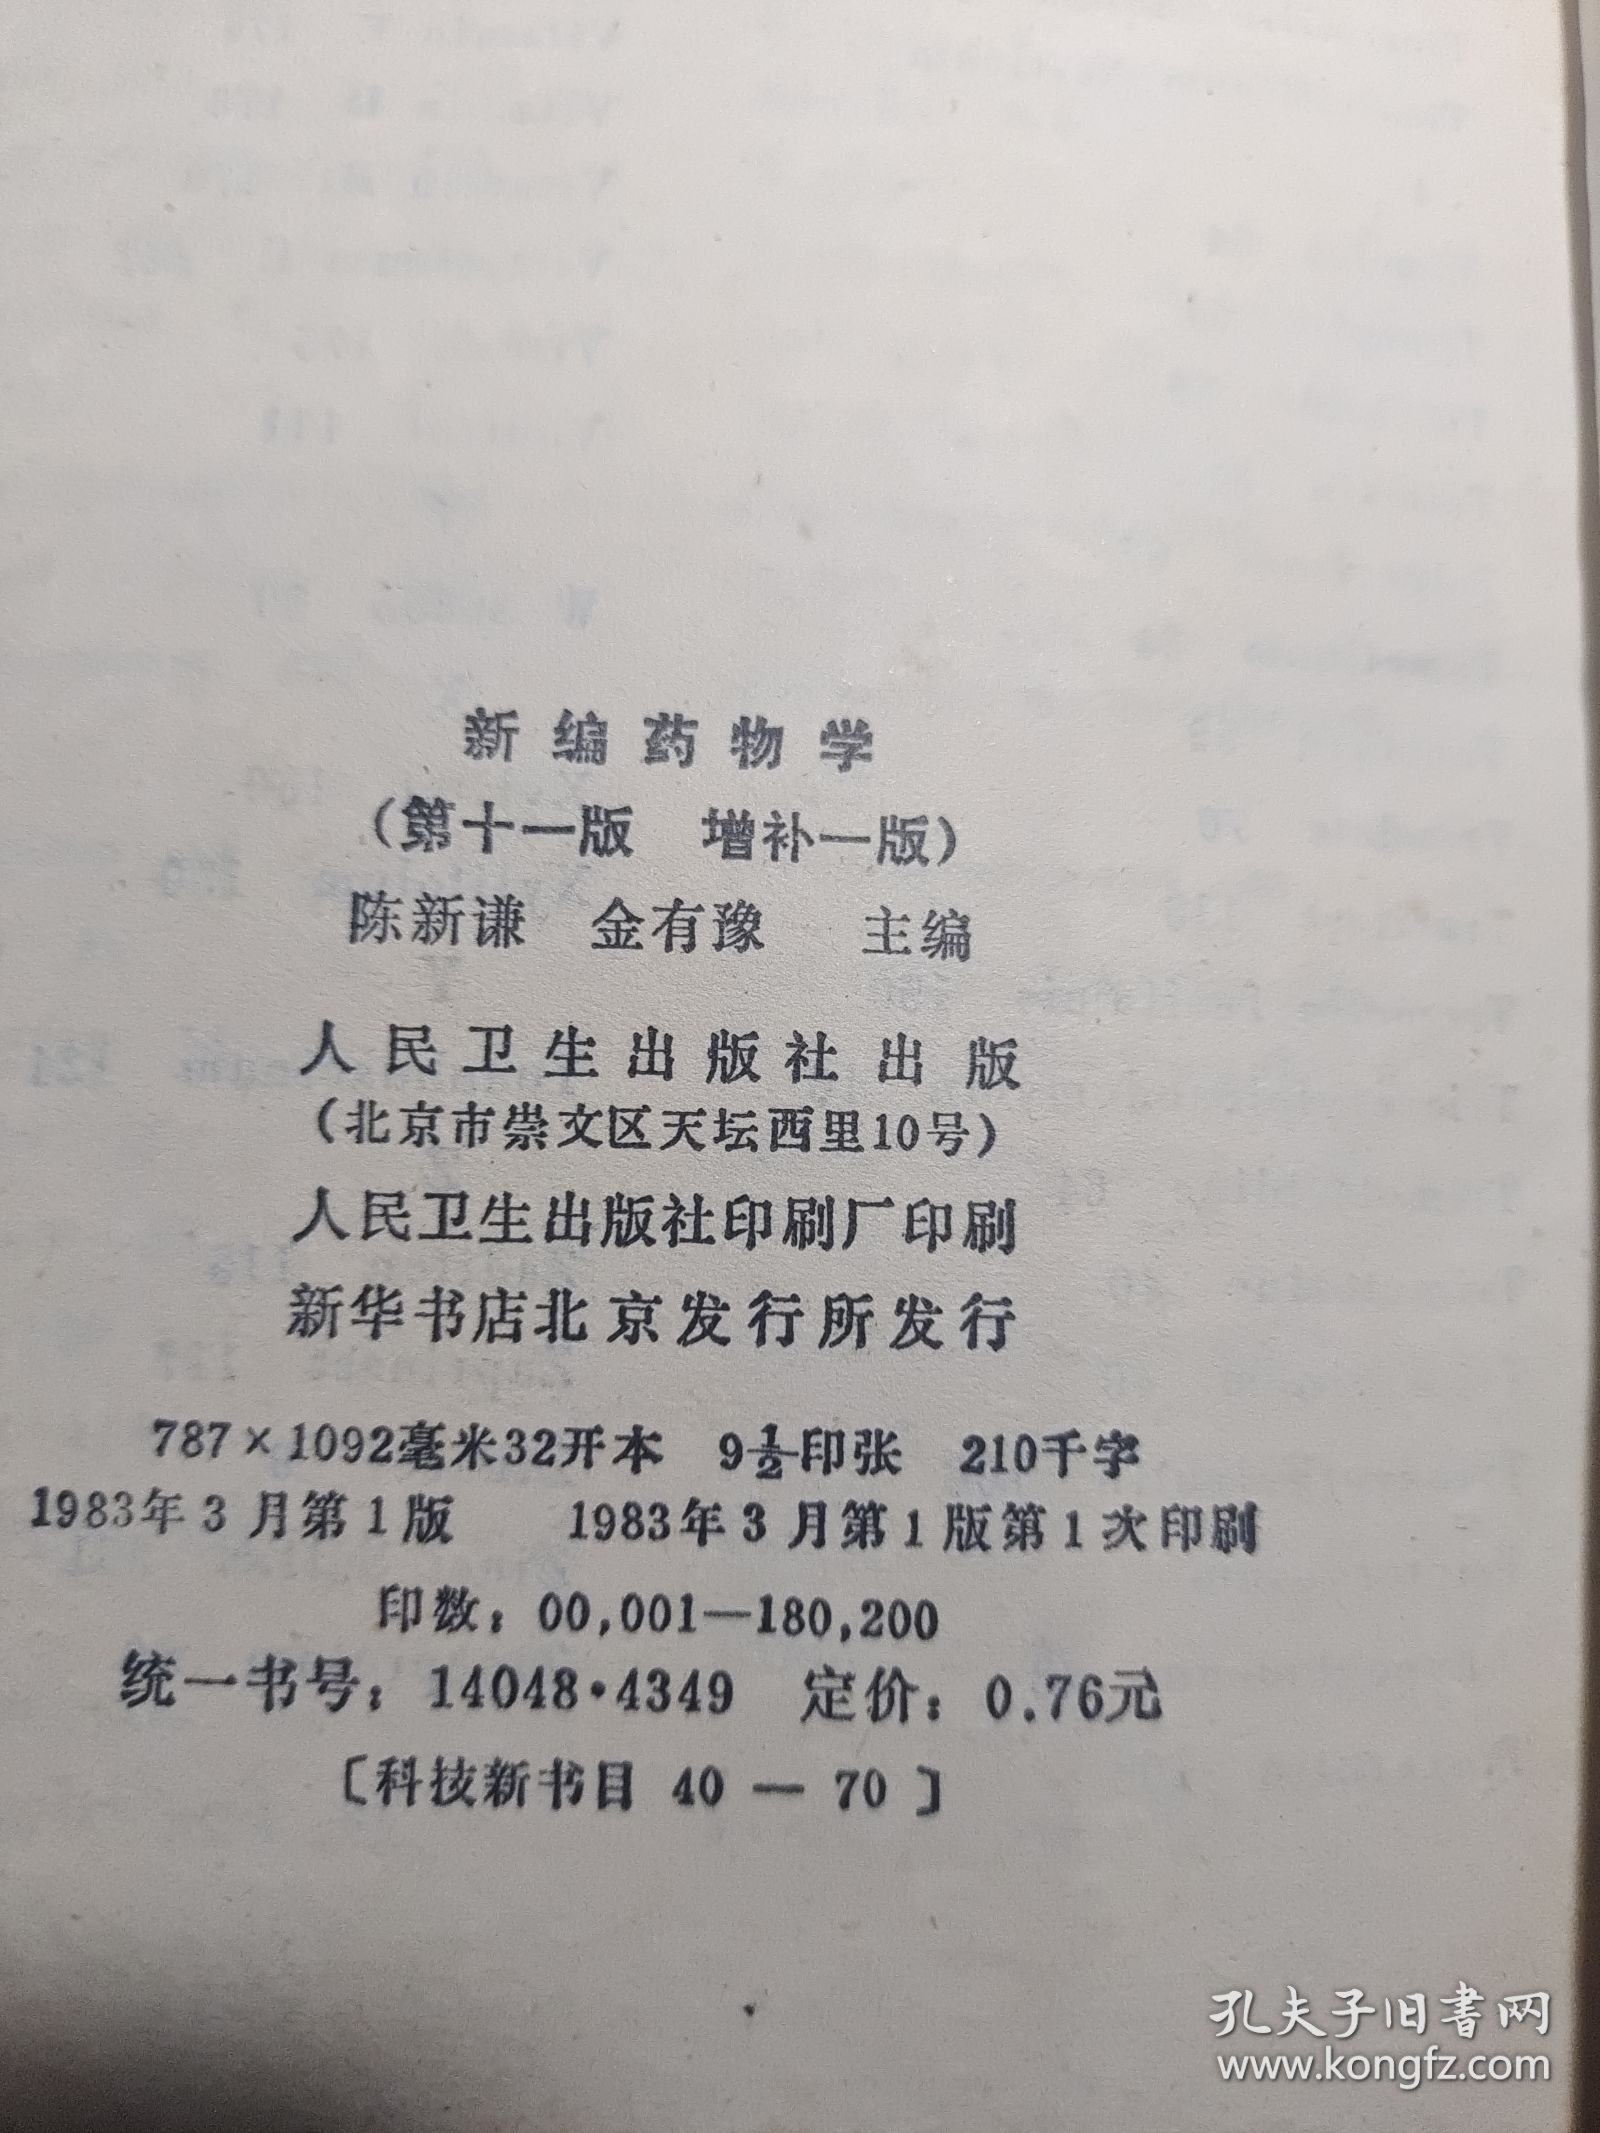 新编药物学
（第十一版　增补一版）
陈新谦　金有豫　主编
人民卫生出版社出版
（北京市崇文区天坛西里10号）
人民卫生出版社印刷厂印刷
新华书店北京发行所发行
787×1092毫米32开本　9½印张　210千字
1983年3月第1版　1983年3月第1版第1次印刷
印数：00,001—180,200
统一书号：14048·4349　定价：0.76元
〔科技新书目 40 — 70〕
孔夫子旧书网
www.kongfz.com